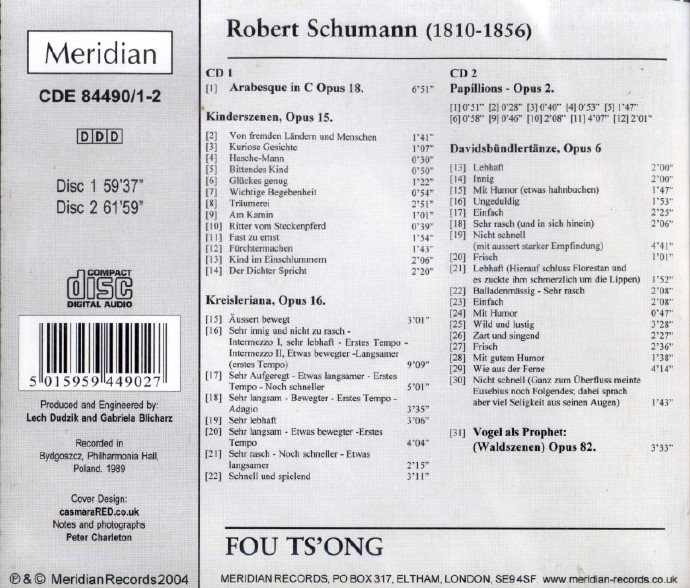 Meridian
CDE 84490/1-2
D D D
Disc 1 59'37"
Disc 2 61'59"
COMPACT
disc
DIGITAL AUDIO
5 015959 449027
Produced and Engineered by:
Lech Dudzik and Gabriela Blicharz
Recorded in
Bydgoszcz, Philharmonia Hall,
Poland. 1989
Cover Design:
casmaraRED.co.uk
Notes and photographs
Peter Charleton
℗ & © Meridian Records 2004
Robert Schumann (1810-1856)
CD 1
[1] Arabesque in C Opus 18. 6'51"
Kinderszenen, Opus 15.
[2] Von fremden Ländern und Menschen 1'41"
[3] Kuriose Gesichte 1'07"
[4] Hasche-Mann 0'30"
[5] Bittendes Kind 0'50"
[6] Glückes genug 1'22"
[7] Wichtige Begebenheit 0'54"
[8] Träumerei 2'51"
[9] Am Kamin 1'01"
[10] Ritter vom Steckenpferd 0'39"
[11] Fast zu ernst 1'54"
[12] Fürchtermachen 1'43"
[13] Kind im Einschlummern 2'06"
[14] Der Dichter Spricht 2'20"
Kreisleriana, Opus 16.
[15] Äussert bewegt 3'01"
[16] Sehr innig und nicht zu rasch -
Intermezzo I, sehr lebhaft - Erstes Tempo -
Intermezzo II, Etwas bewegter -Langsamer
(erstes Tempo) 9'09"
[17] Sehr Aufgeregt - Etwas langsamer - Erstes
Tempo - Noch schneller 5'01"
[18] Sehr langsam - Bewegter - Erstes Tempo -
Adagio 3'35"
[19] Sehr lebhaft 3'06"
[20] Sehr langsam - Etwas bewegter -Erstes
Tempo 4'04"
[21] Sehr rasch - Noch schneller - Etwas
langsamer 2'15"
[22] Schnell und spielend 3'11"
CD 2
Papillions - Opus 2.
[1] 0'51" [2] 0'28" [3] 0'40" [4] 0'53" [5] 1'47"
[6] 0'58" [9] 0'46" [10] 2'08" [11] 4'07" [12] 2'01"
Davidsbündlertänze, Opus 6
[13] Lebhaft 2'00"
[14] Innig 2'00"
[15] Mit Humor (etwas hahnbuchen) 1'47"
[16] Ungeduldig 1'53"
[17] Einfach 2'25"
[18] Sehr rasch (und in sich hinein) 2'06"
[19] Nicht schnell
(mit aussert starker Empfindung) 4'41"
[20] Frisch 1'01"
[21] Lebhaft (Hierauf schluss Florestan und
es zuckte ihm schmerzlich um die Lippen) 1'52"
[22] Balladenmässig - Sehr rasch 2'08"
[23] Einfach 2'08"
[24] Mit Humor 0'47"
[25] Wild und lustig 3'28"
[26] Zart und singend 2'27"
[27] Frisch 2'36"
[28] Mit gutem Humor 1'38"
[29] Wie aus der Ferne 4'14"
[30] Nicht schnell (Ganz zum Überfluss meinte
Eusebius noch Folgendes; dabei sprach
aber viel Seligkeit aus seinen Augen) 1'43"
[31] Vogel als Prophet:
(Waldszenen) Opus 82. 3'33"
FOU TS'ONG
MERIDIAN RECORDS, PO BOX 317, ELTHAM, LONDON, SE9 4SF. www.meridian-records.co.uk